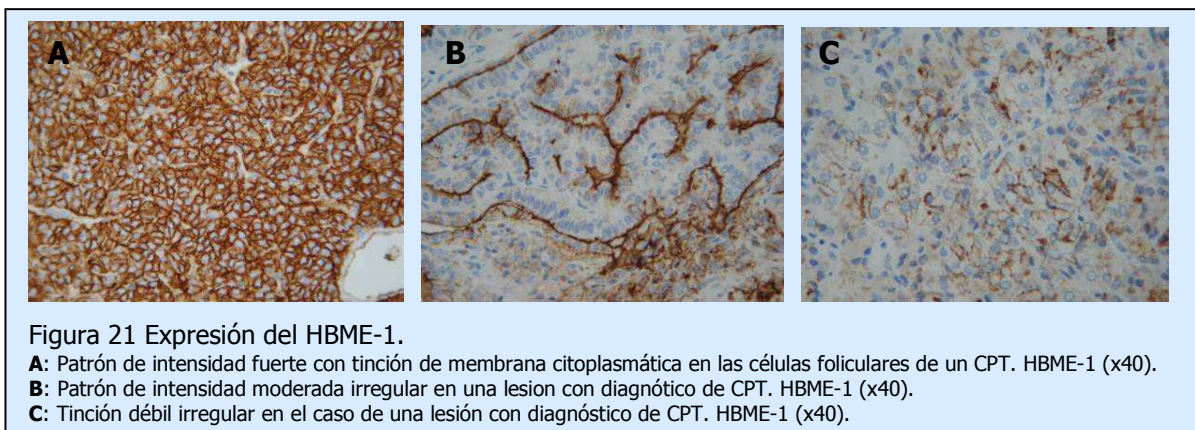 A
B
C
Figura 21 Expresión del HBME-1.
A: Patrón de intensidad fuerte con tinción de membrana citoplasmática en las células foliculares de un CPT. HBME-1 (x40).
B: Patrón de intensidad moderada irregular en una lesion con diagnótico de CPT. HBME-1 (x40).
C: Tinción débil irregular en el caso de una lesión con diagnóstico de CPT. HBME-1 (x40).